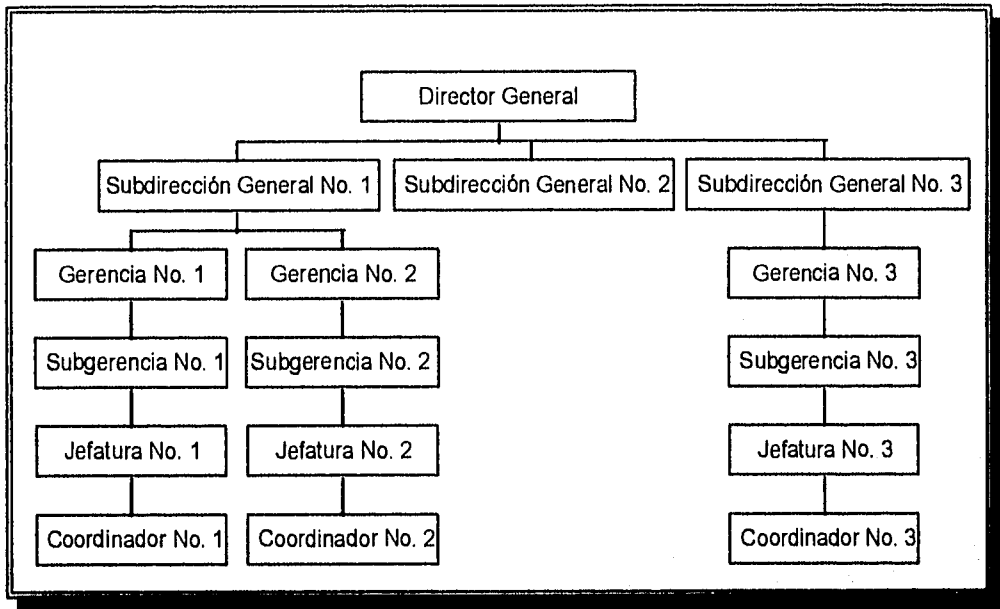 Director General
Subdirección General No. 1
Subdirección General No. 2
Subdirección General No. 3
Gerencia No. 1
Gerencia No. 2
Gerencia No. 3
Subgerencia No. 1
Subgerencia No. 2
Subgerencia No. 3
Jefatura No. 1
Jefatura No. 2
Jefatura No. 3
Coordinador No. 1
Coordinador No. 2
Coordinador No. 3